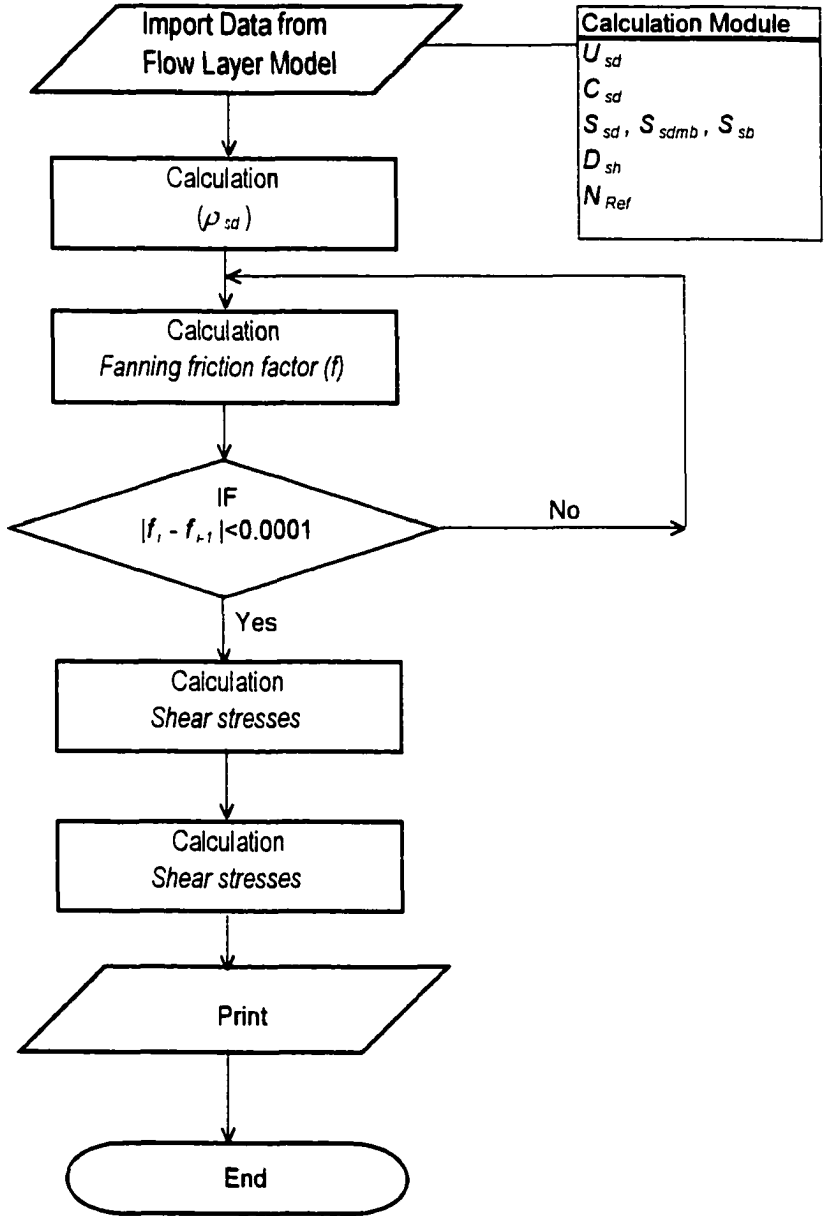 Import Data from
Flow Layer Model
Calculation Module
U sd
C sd
S sd , S sdmb , S sb
D sh
N Ref
Calculation
(ρ sd)
Calculation
Fanning friction factor (f)
IF
|f i - f i-1 |<0.0001
No
Yes
Calculation
Shear stresses
Calculation
Shear stresses
Print
End